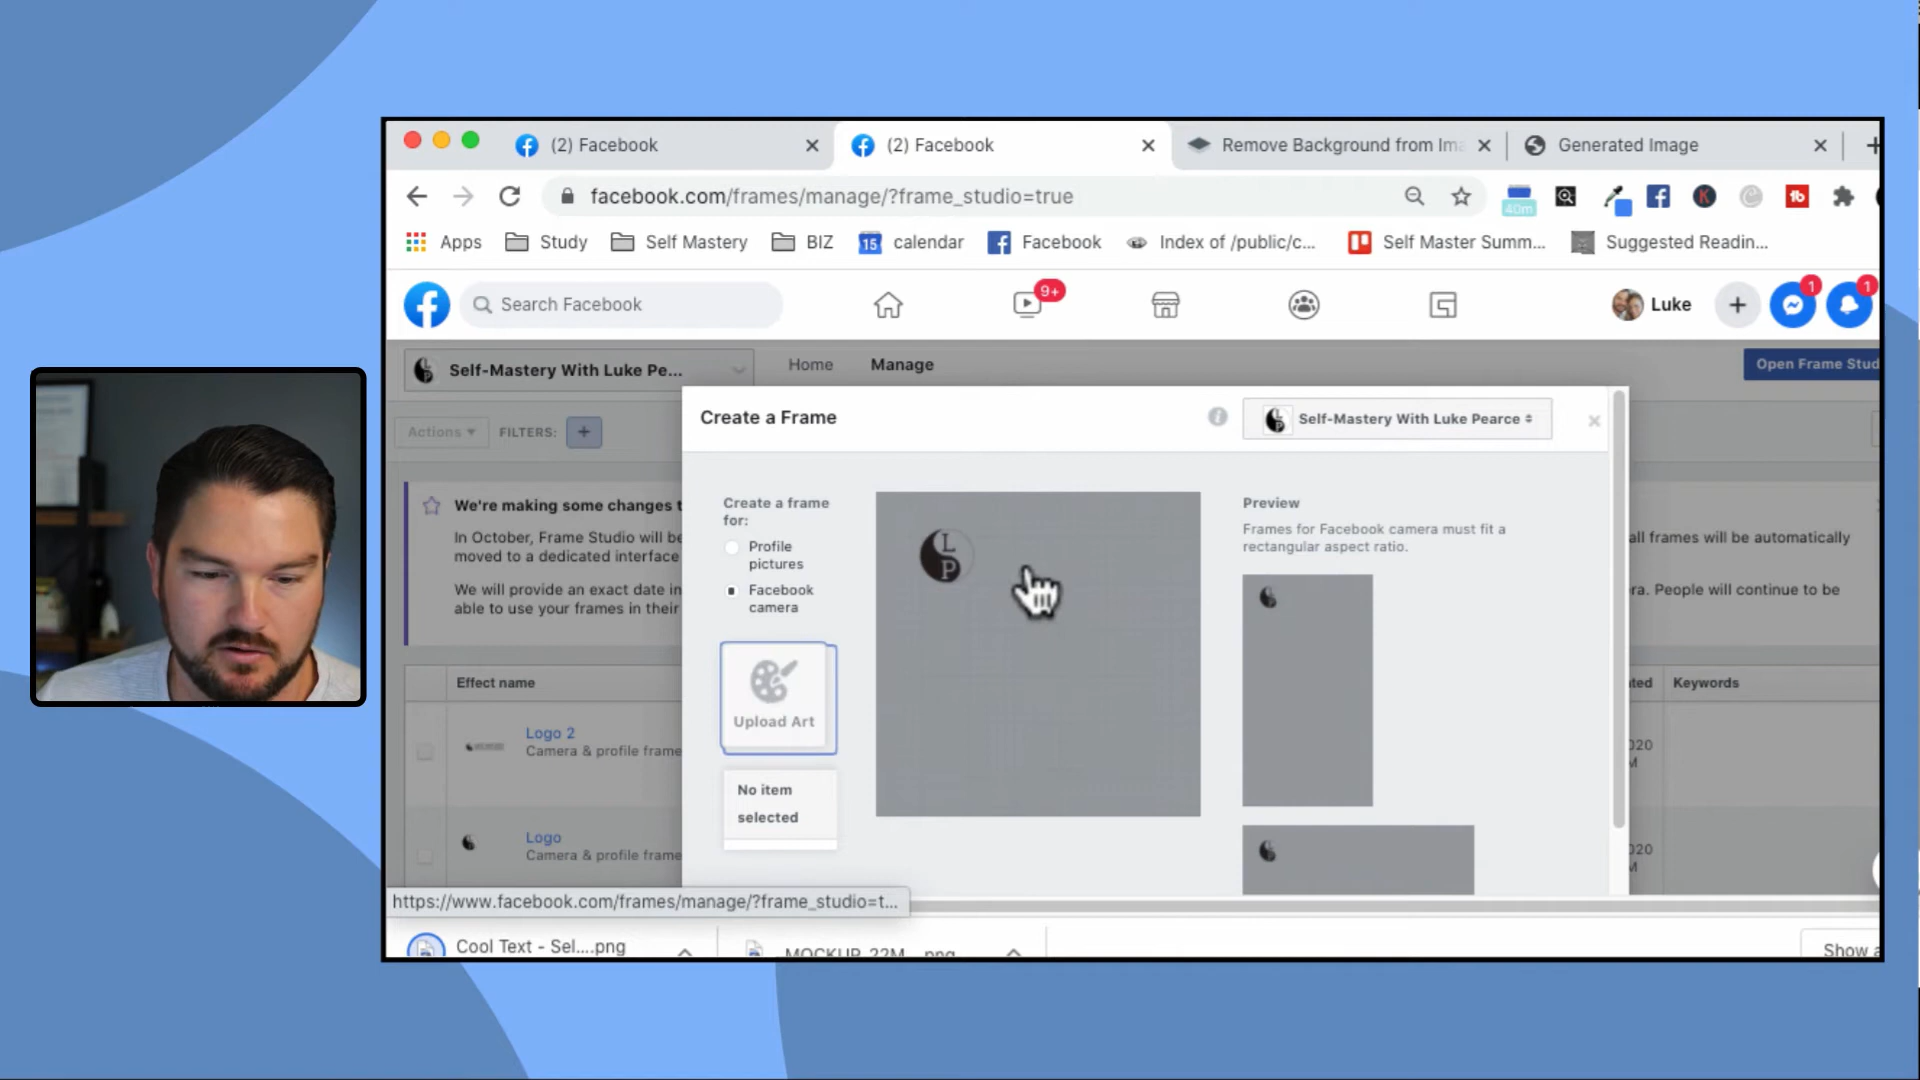 (2) Facebook
(2) Facebook
Remove Background from Ima
Generated Image
facebook.com/frames/manage/?frame_studio=true
40m
Apps
Study
Self Mastery
BIZ
15
calendar
Facebook
Index of /public/c...
Self Master Summ...
Suggested Readin...
Search Facebook
9+
Luke
1
1
Self-Mastery With Luke Pe...
Home
Manage
Open Frame Stud
Create a Frame
Self-Mastery With Luke Pearce
Actions
FILTERS:
We're making some changes t
In October, Frame Studio will be
moved to a dedicated interface
We will provide an exact date in
able to use your frames in their
all frames will be automatically
ra. People will continue to be
Create a frame
for:
Profile
pictures
Facebook
camera
Upload Art
No item
selected
L
P
Preview
Frames for Facebook camera must fit a
rectangular aspect ratio.
Effect name
ted
Keywords
Logo 2
Camera & profile frame
020
M
Logo
Camera & profile frame
020
M
https://www.facebook.com/frames/manage/?frame_studio=t...
Cool Text - Sel....png
MOCKUP_22M....png
Show a